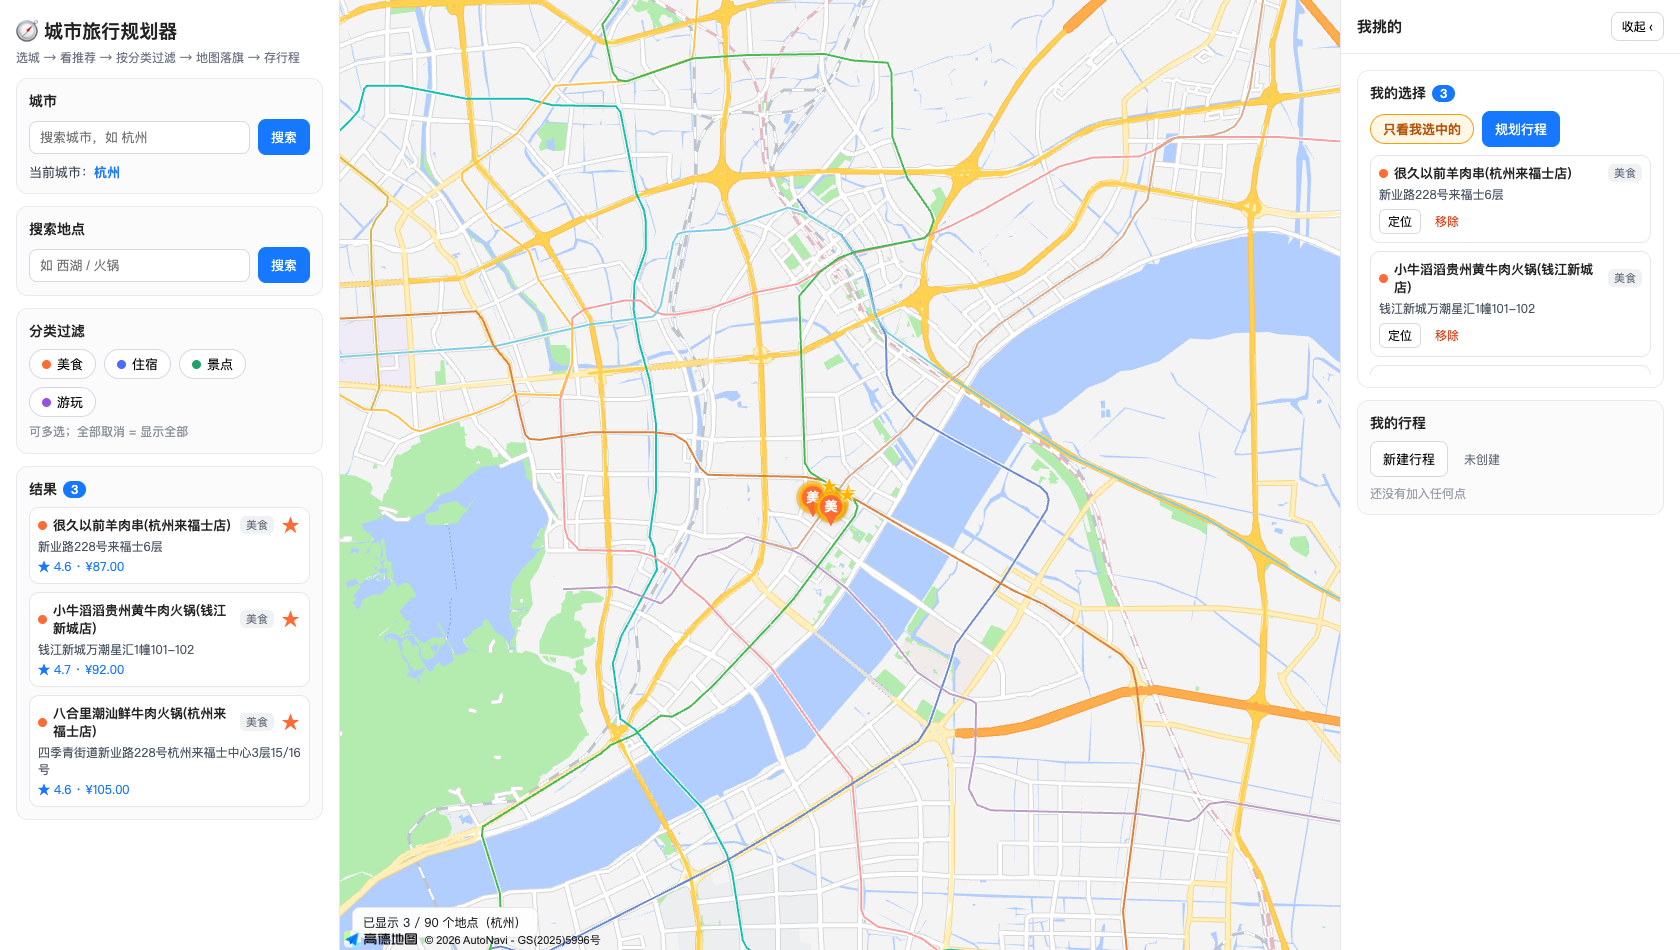 城市旅行规划器
选城 → 看推荐 → 按分类过滤 → 地图落旗 → 存行程
城市
搜索城市，如 杭州
搜索
当前城市：杭州
搜索地点
如 西湖 / 火锅
搜索
分类过滤
美食
住宿
景点
游玩
可多选；全部取消 = 显示全部
结果 3
很久以前羊肉串(杭州来福士店) 美食 ★
新业路228号来福士6层
★ 4.6 · ¥87.00
小牛滔滔贵州黄牛肉火锅(钱江
新城店) 美食 ★
钱江新城万潮星汇1幢101-102
★ 4.7 · ¥92.00
八合里潮汕鲜牛肉火锅(杭州来
福士店) 美食 ★
四季青街道新业路228号杭州来福士中心3层15/16
号
★ 4.6 · ¥105.00
美
美
已显示 3 / 90 个地点（杭州）
高德地图 © 2026 AutoNavi - GS(2025)5996号
我挑的
收起 ‹
我的选择 3
只看我选中的
规划行程
很久以前羊肉串(杭州来福士店) 美食
新业路228号来福士6层
定位 移除
小牛滔滔贵州黄牛肉火锅(钱江新城
店) 美食
钱江新城万潮星汇1幢101-102
定位 移除
我的行程
新建行程 未创建
还没有加入任何点